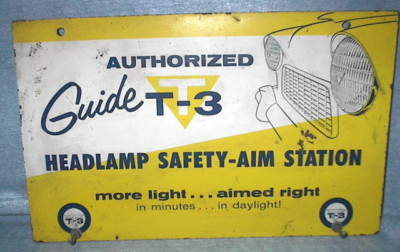 AUTHORIZED
Guide T-3
HEADLAMP SAFETY-AIM STATION
more light...aimed right
in minutes...in daylight!
T-3
T-3